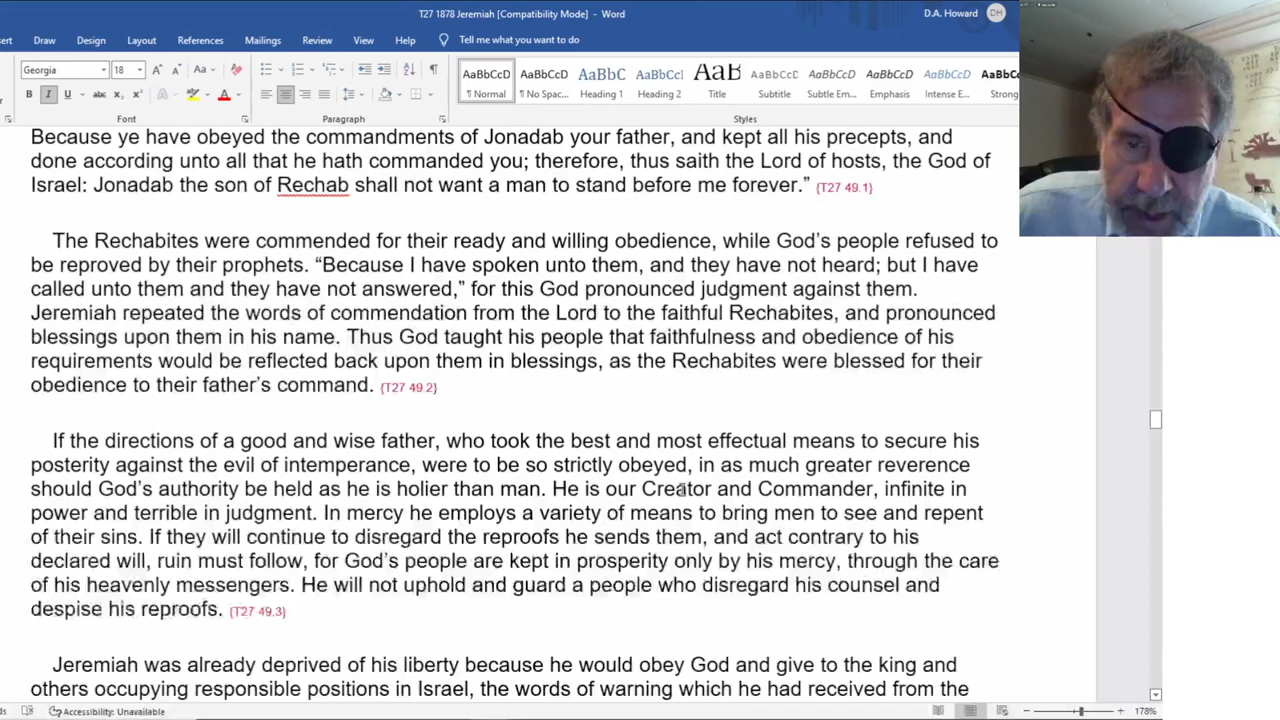 T27 1878 Jeremiah [Compatibility Mode] - Word
D.A. Howard DH
sert Draw Design Layout References Mailings Review View Help Tell me what you want to do
Georgia 18
AaBbCcD AaBbCcD AaBbC AaBbCcI AaB AaBbCcD AaBbCcD AaBbCcD AaBbCcD AaBbCc
¶ Normal ¶ No Spac... Heading 1 Heading 2 Title Subtitle Subtle Em... Emphasis Intense E... Strong
Font Paragraph Styles
Because ye have obeyed the commandments of Jonadab your father, and kept all his precepts, and
done according unto all that he hath commanded you; therefore, thus saith the Lord of hosts, the God of
Israel: Jonadab the son of Rechab shall not want a man to stand before me forever.” {T27 49.1}
The Rechabites were commended for their ready and willing obedience, while God’s people refused to
be reproved by their prophets. “Because I have spoken unto them, and they have not heard; but I have
called unto them and they have not answered,” for this God pronounced judgment against them.
Jeremiah repeated the words of commendation from the Lord to the faithful Rechabites, and pronounced
blessings upon them in his name. Thus God taught his people that faithfulness and obedience of his
requirements would be reflected back upon them in blessings, as the Rechabites were blessed for their
obedience to their father’s command. {T27 49.2}
If the directions of a good and wise father, who took the best and most effectual means to secure his
posterity against the evil of intemperance, were to be so strictly obeyed, in as much greater reverence
should God’s authority be held as he is holier than man. He is our Creator and Commander, infinite in
power and terrible in judgment. In mercy he employs a variety of means to bring men to see and repent
of their sins. If they will continue to disregard the reproofs he sends them, and act contrary to his
declared will, ruin must follow, for God’s people are kept in prosperity only by his mercy, through the care
of his heavenly messengers. He will not uphold and guard a people who disregard his counsel and
despise his reproofs. {T27 49.3}
Jeremiah was already deprived of his liberty because he would obey God and give to the king and
others occupying responsible positions in Israel, the words of warning which he had received from the
ds Accessibility: Unavailable 178%